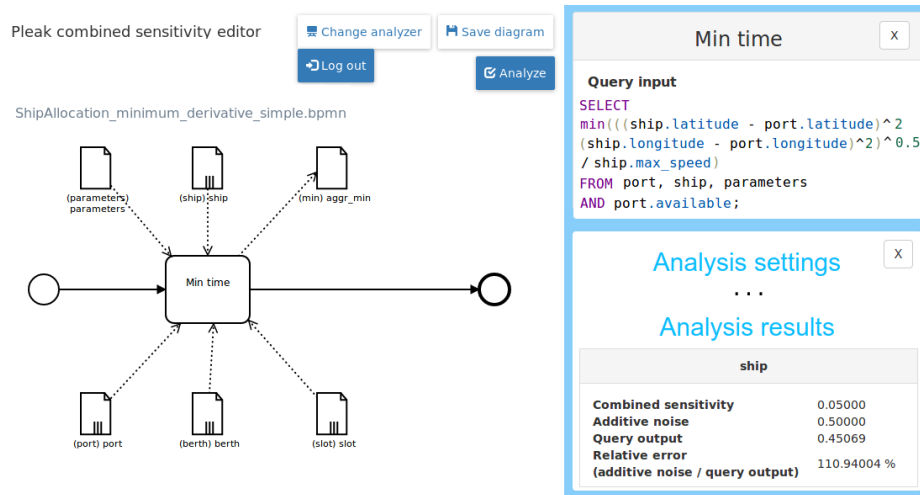 Pleak combined sensitivity editor
Change analyzer
Save diagram
Log out
Analyze
ShipAllocation_minimum_derivative_simple.bpmn
(parameters)
parameters
(ship) ship
(min) aggr_min
Min time
(port) port
(berth) berth
(slot) slot
Min time
X
Query input
SELECT
min(((ship.latitude - port.latitude)^2
(ship.longitude - port.longitude)^2)^0.5
/ ship.max_speed)
FROM port, ship, parameters
AND port.available;
Analysis settings
X
...
Analysis results
ship
Combined sensitivity 0.05000
Additive noise 0.50000
Query output 0.45069
Relative error
(additive noise / query output) 110.94004 %